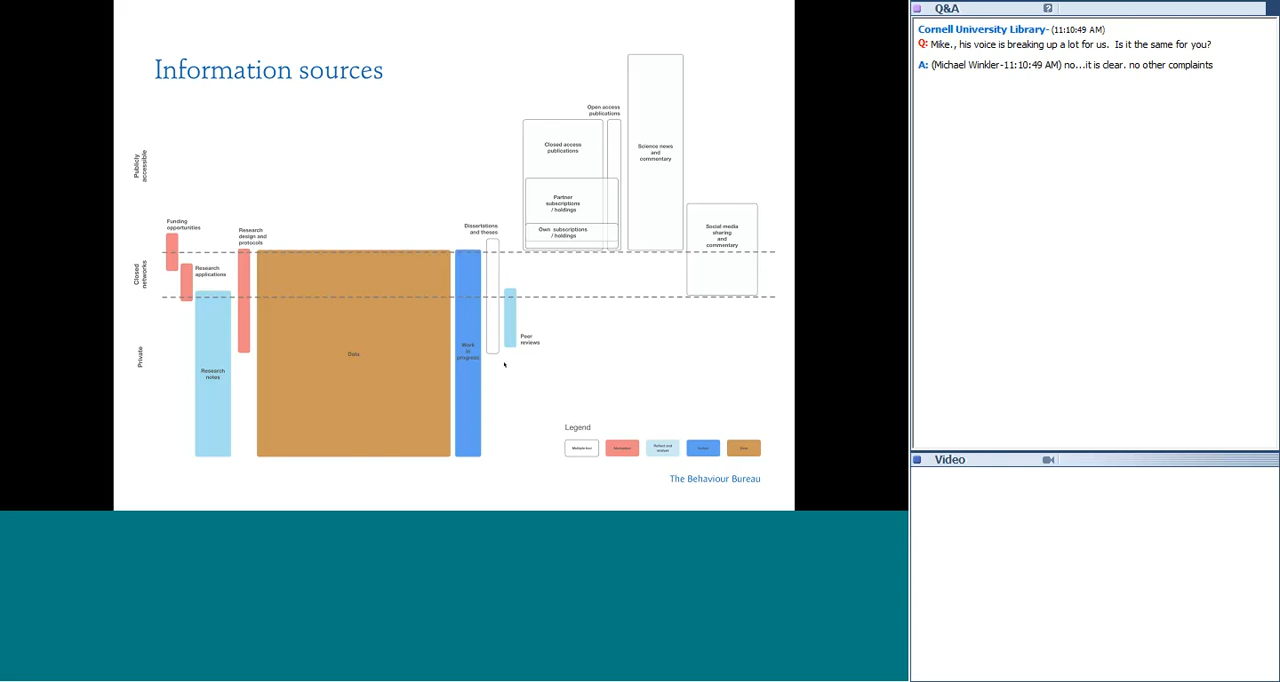 Information sources
Publicly
accessible
Closed
networks
Private
Funding
opportunities
Research
applications
Research
notes
Research
design and
protocols
Data
Work
in
progress
Dissertations
and theses
Peer
reviews
Open access
publications
Closed access
publications
Partner
subscriptions
/ holdings
Own subscriptions
/ holdings
Science news
and
commentary
Social media
sharing
and
commentary
Legend
The Behaviour Bureau
Q&A
?
Cornell University Library- (11:10:49 AM)
Q: Mike., his voice is breaking up a lot for us. Is it the same for you?
A: (Michael Winkler-11:10:49 AM) no...it is clear. no other complaints
Video